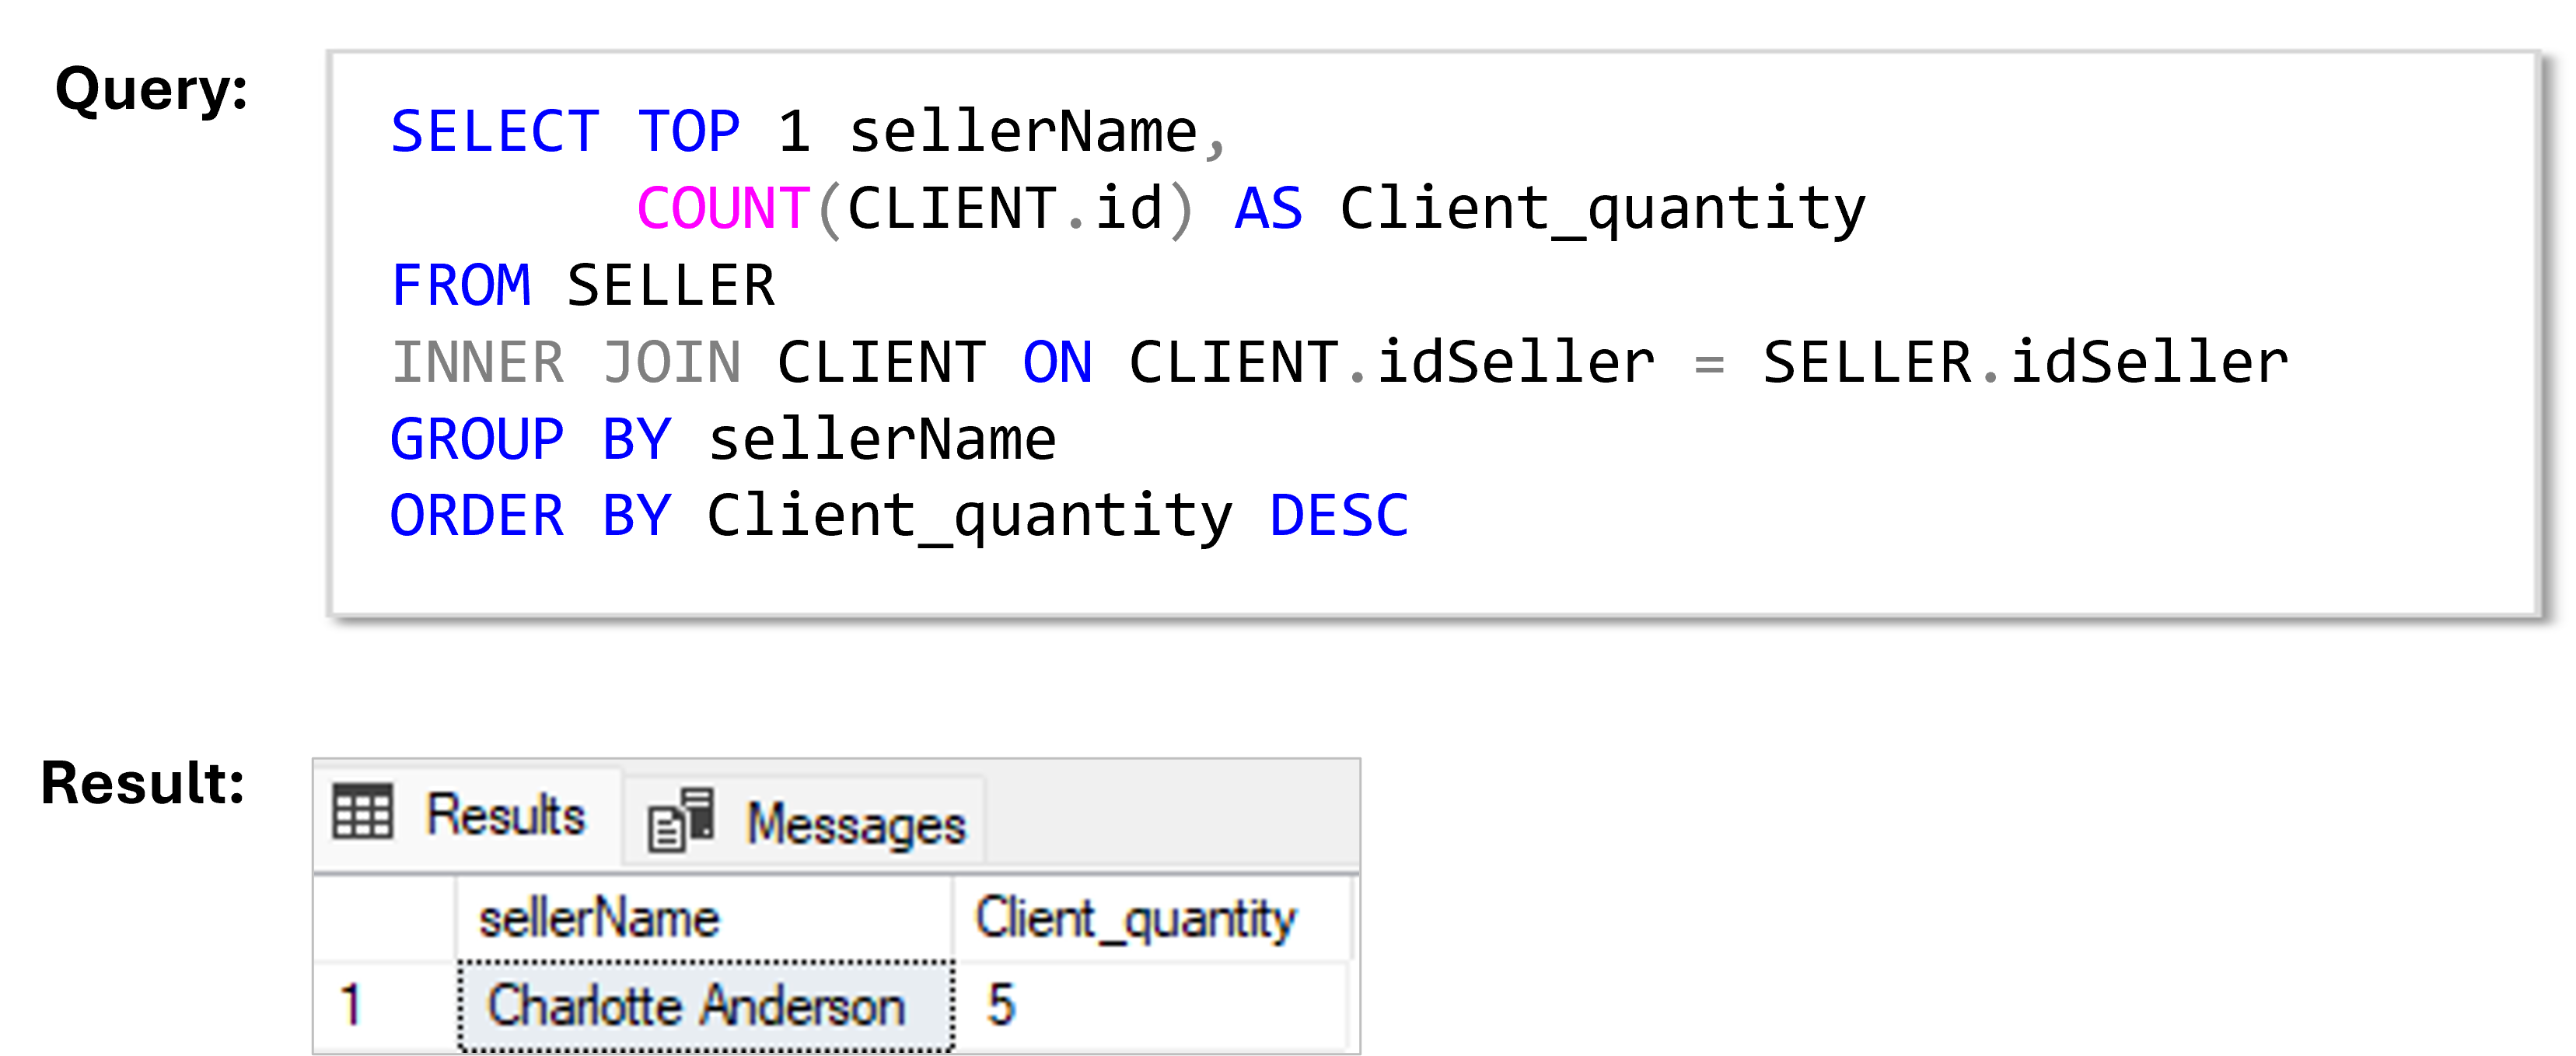 Query:
SELECT TOP 1 sellerName,
COUNT(CLIENT.id) AS Client_quantity
FROM SELLER
INNER JOIN CLIENT ON CLIENT.idSeller = SELLER.idSeller
GROUP BY sellerName
ORDER BY Client_quantity DESC
Result:
Results Messages
sellerName Client_quantity
1 Charlotte Anderson 5